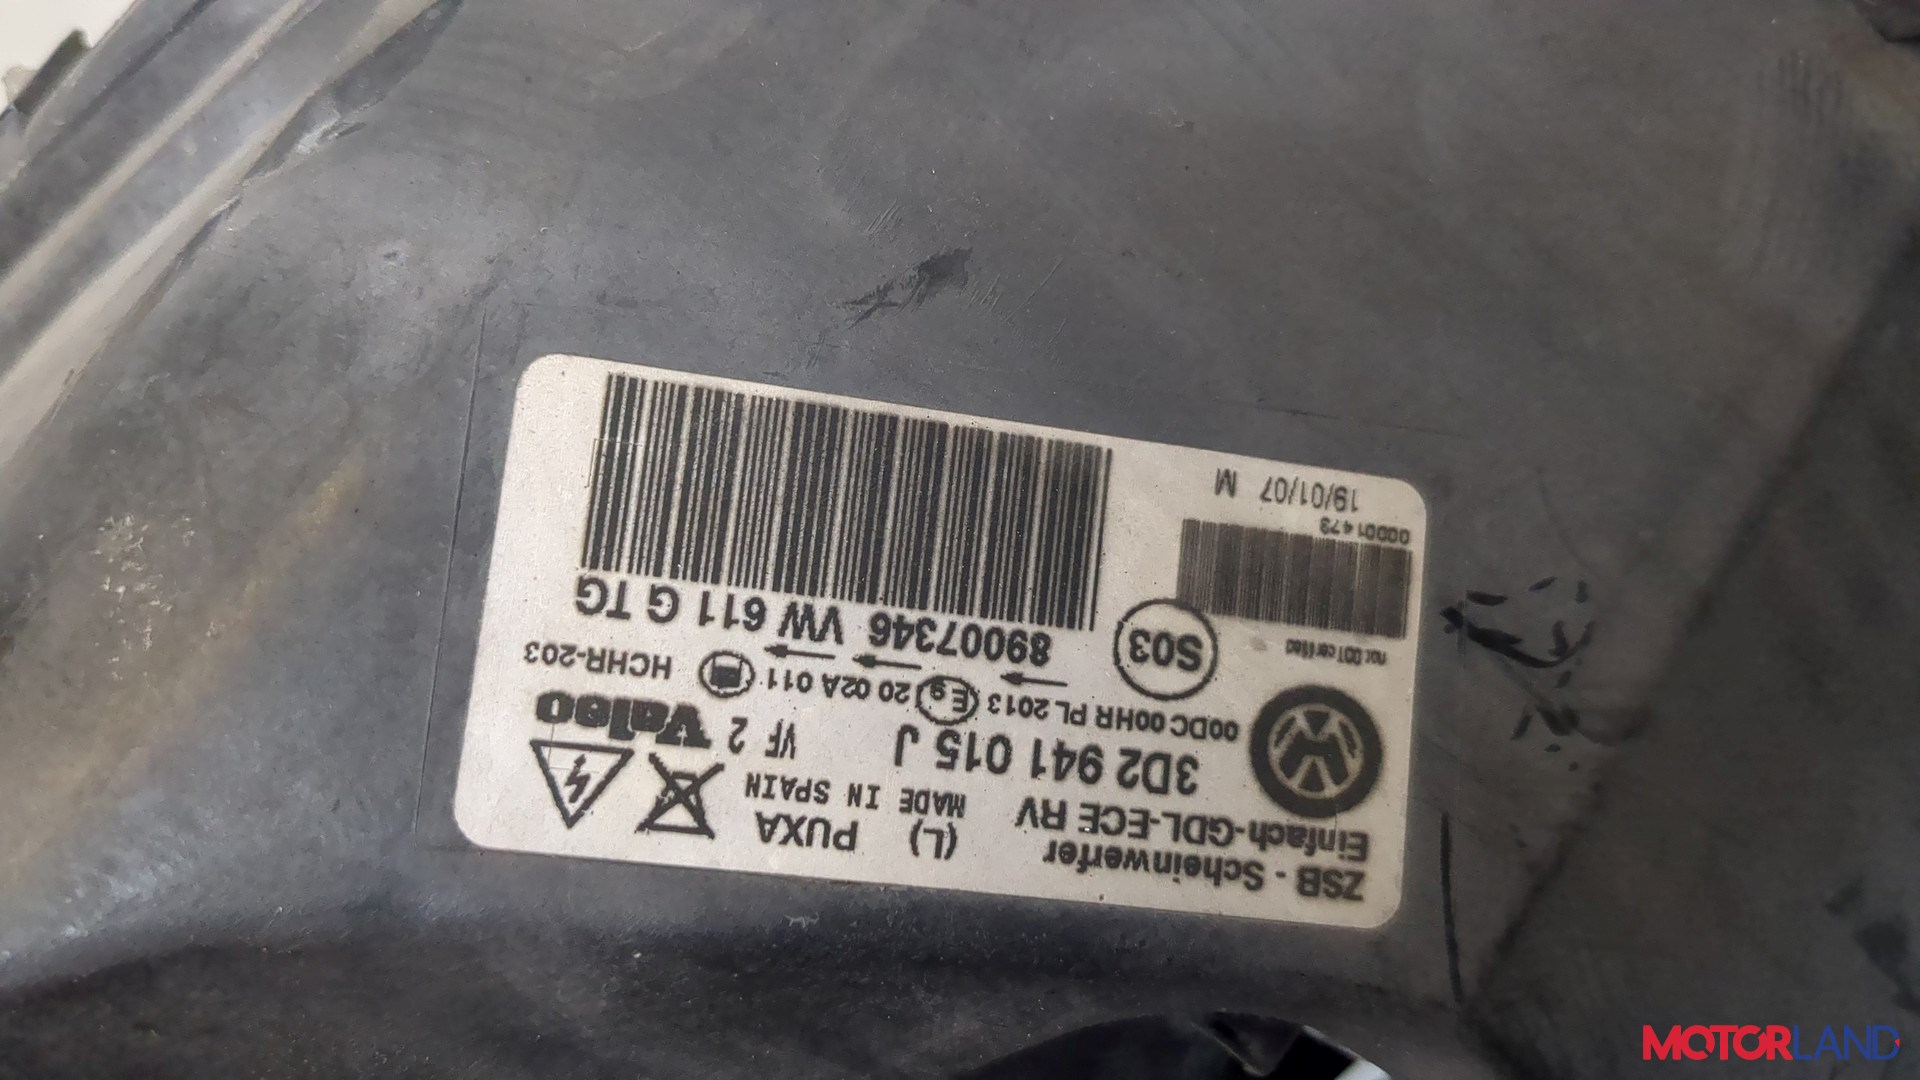 ZSB - Scheinwerfer (L) PUXA
Einfach-GDL-ECE RV MADE IN SPAIN
3D2 941 015 J VF 2 Valeo
00DC 00HR PL 2013 E9 20 02A 011 HCHR-203
not DOT certified
S03
89007346 VW 611 G TG
00001473
19/01/07 M
MOTORLAND